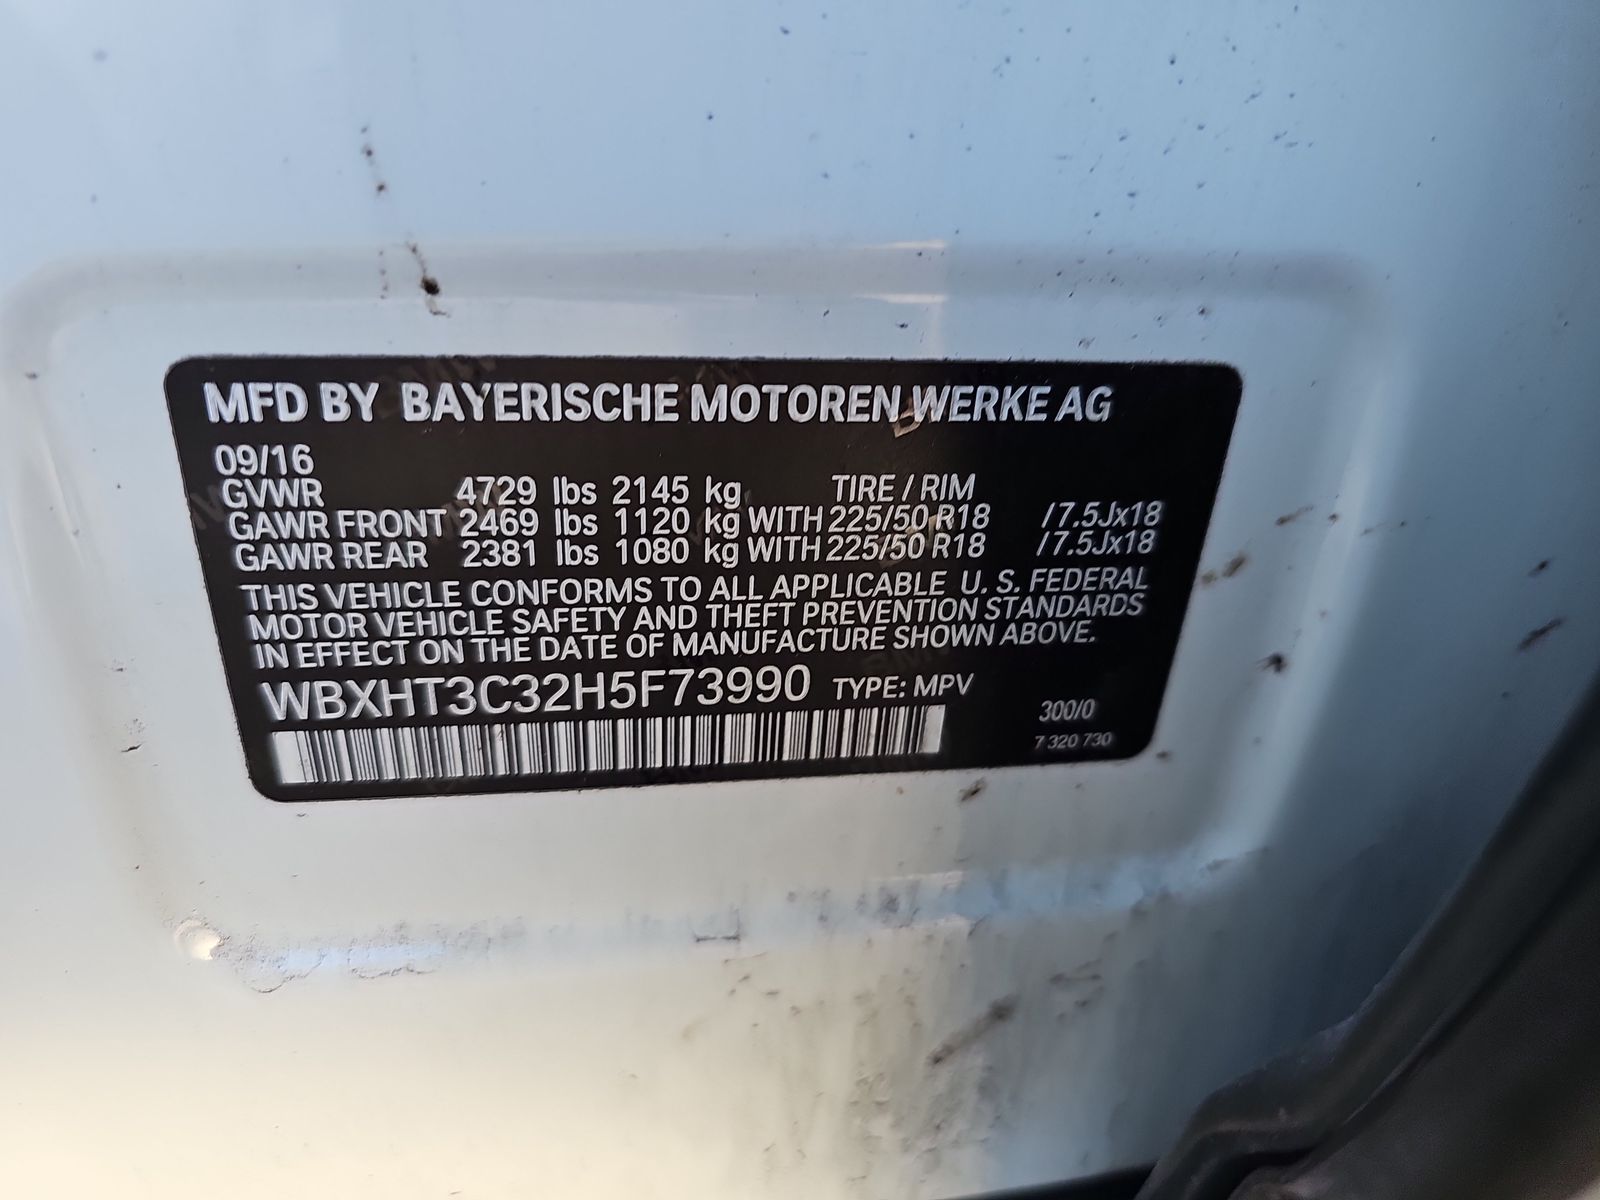 MFD BY BAYERISCHE MOTOREN WERKE AG
09/16
GVWR 4729 lbs 2145 kg TIRE / RIM
GAWR FRONT 2469 lbs 1120 kg WITH 225/50 R18 /7.5Jx18
GAWR REAR 2381 lbs 1080 kg WITH 225/50 R18 /7.5Jx18
THIS VEHICLE CONFORMS TO ALL APPLICABLE U. S. FEDERAL
MOTOR VEHICLE SAFETY AND THEFT PREVENTION STANDARDS
IN EFFECT ON THE DATE OF MANUFACTURE SHOWN ABOVE.
WBXHT3C32H5F73990 TYPE: MPV
300/0
7 320 730